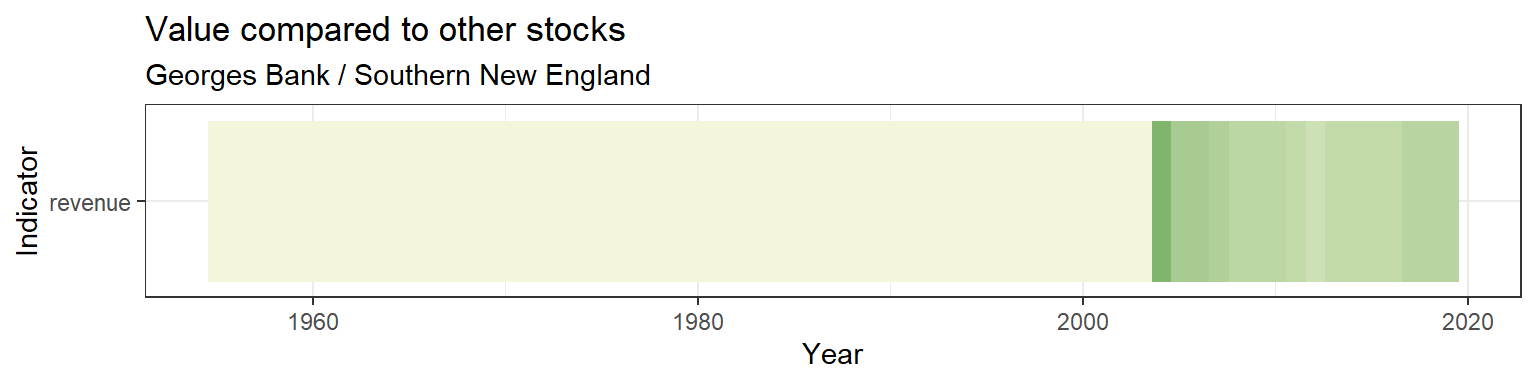 Value compared to other stocks
Georges Bank / Southern New England
Indicator
revenue
1960 1980 2000 2020
Year